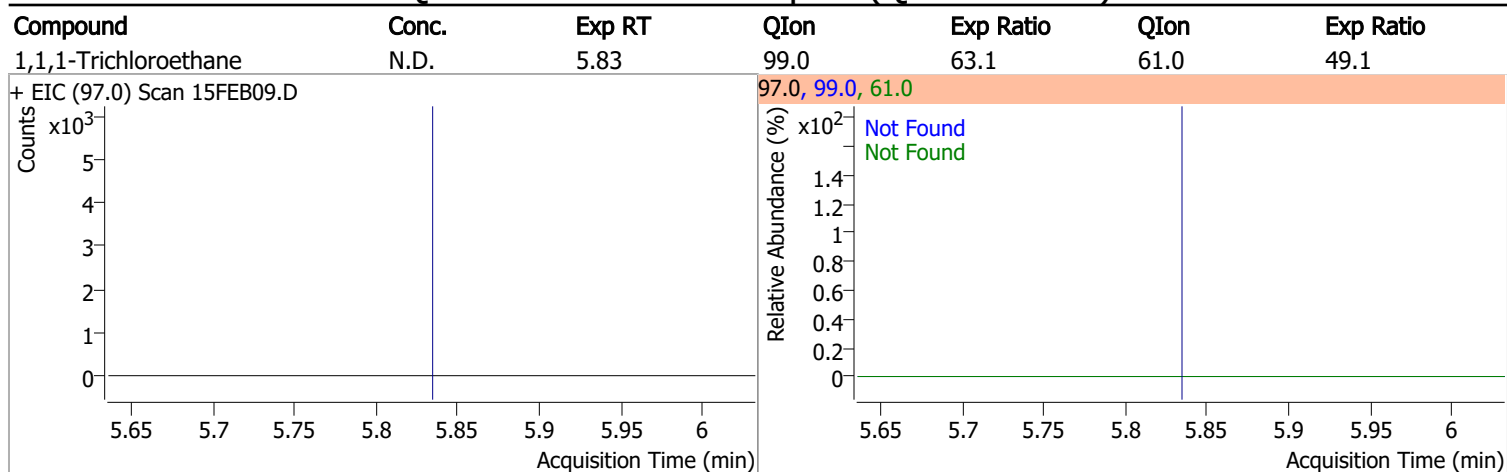 Compound Conc. Exp RT QIon Exp Ratio QIon Exp Ratio
1,1,1-Trichloroethane N.D. 5.83 99.0 63.1 61.0 49.1
+ EIC (97.0) Scan 15FEB09.D
Counts
x10³
5
4
3
2
1
0
5.65 5.7 5.75 5.8 5.85 5.9 5.95 6
Acquisition Time (min)
97.0, 99.0, 61.0
Relative Abundance (%)
x10²
Not Found
Not Found
1.4
1.2
1
0.8
0.6
0.4
0.2
0
5.65 5.7 5.75 5.8 5.85 5.9 5.95 6
Acquisition Time (min)